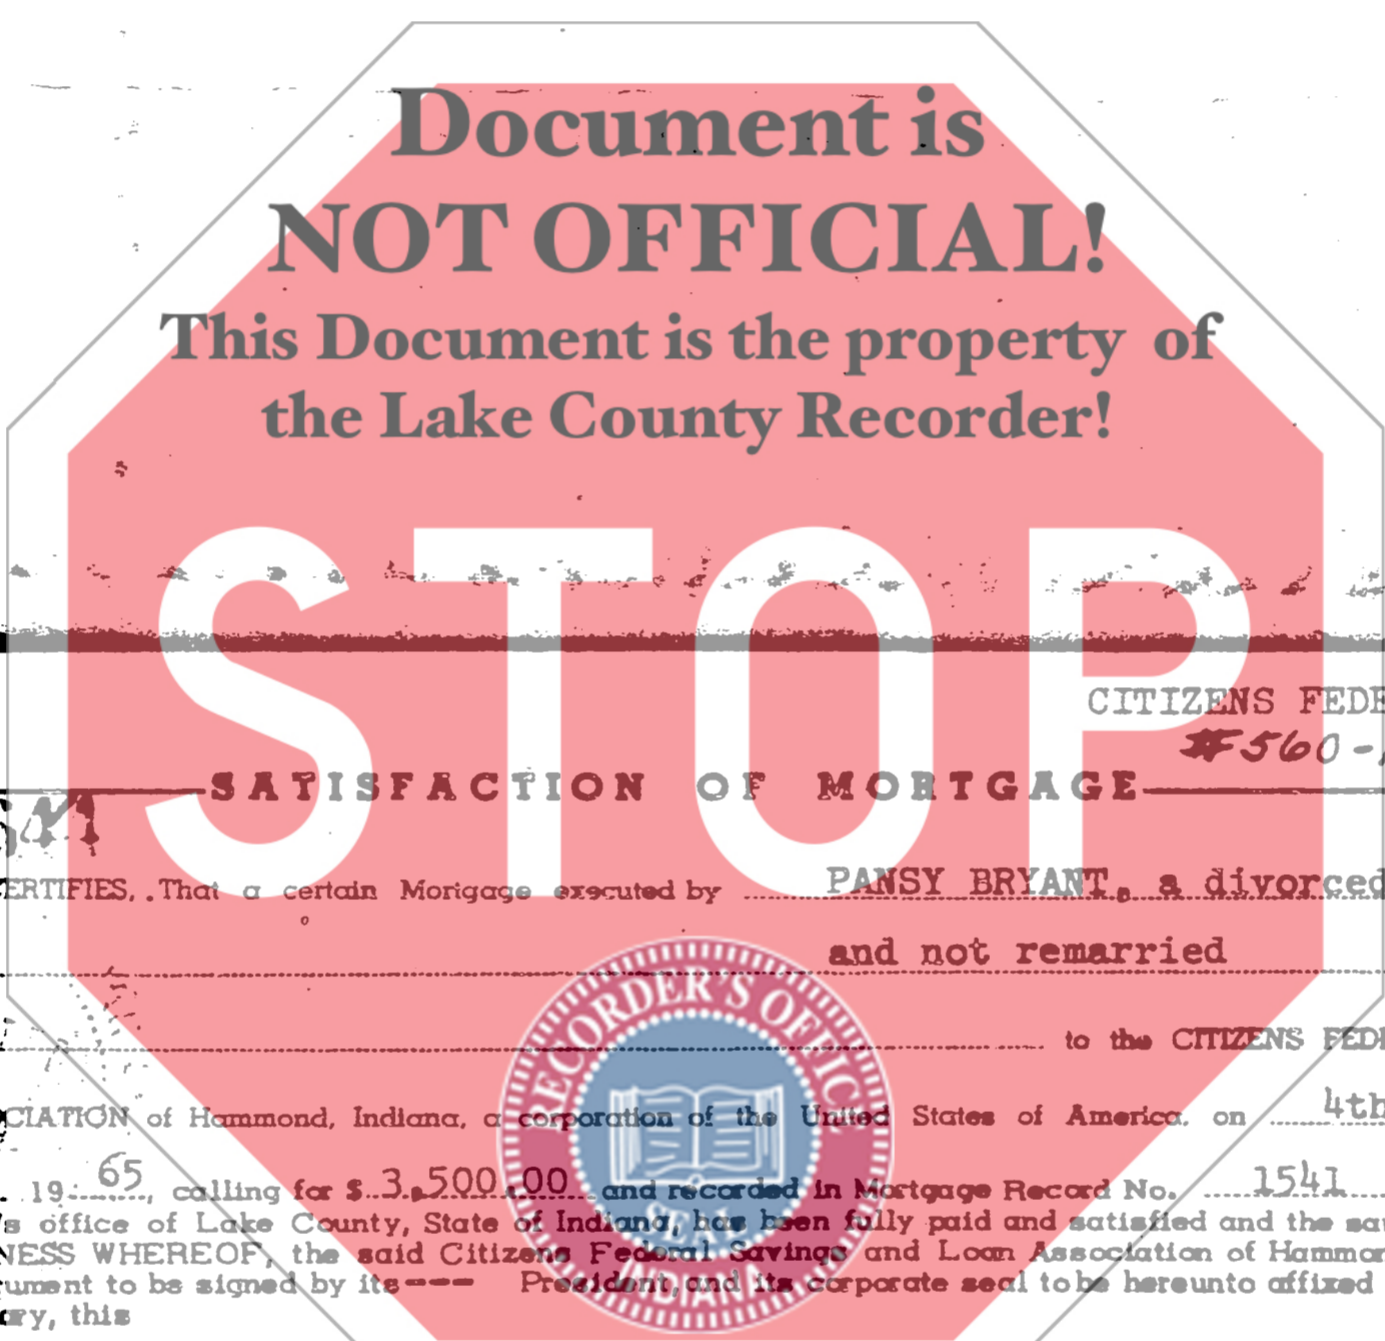 Document is
NOT OFFICIAL!
This Document is the property of
the Lake County Recorder!
STOP
CITIZENS FEDE
#560-
SATISFACTION OF MORTGAGE
ERTIFIES, That a certain Mortgage executed by PANSY BRYANT, a divorced
and not remarried
to the CITIZENS FED
CIATION of Hammond, Indiana, a corporation of the United States of America, on 4th
19 65, calling for $ 3,500.00 and recorded in Mortgage Record No. 1541
s office of Lake County, State of Indiana, has been fully paid and satisfied and the sa
NESS WHEREOF, the said Citizens Federal Savings and Loan Association of Hammon
ument to be signed by its--- President, and its corporate seal to be hereunto affixed
ary, this
RECORDER'S OFFIC
SEAL
INDIANA